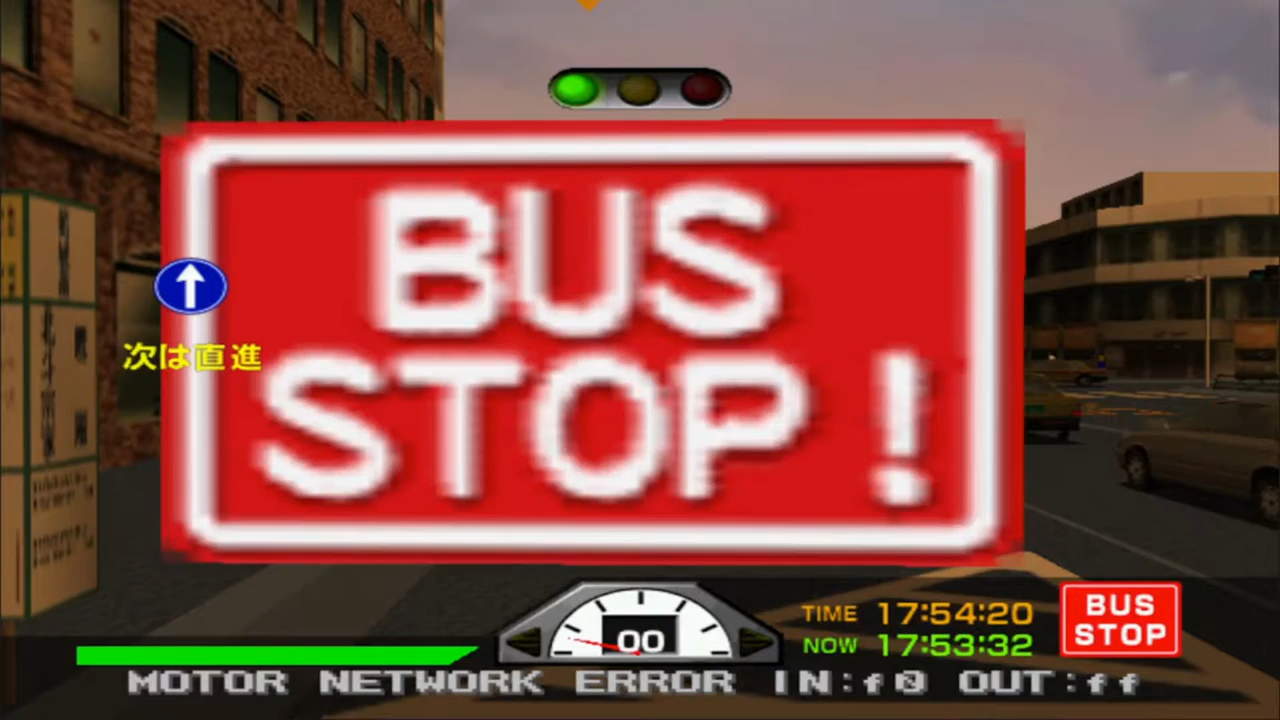 BUS
STOP !
次は直進
00
TIME 17:54:20
NOW 17:53:32
BUS
STOP
MOTOR NETWORK ERROR IN:f0 OUT:ff